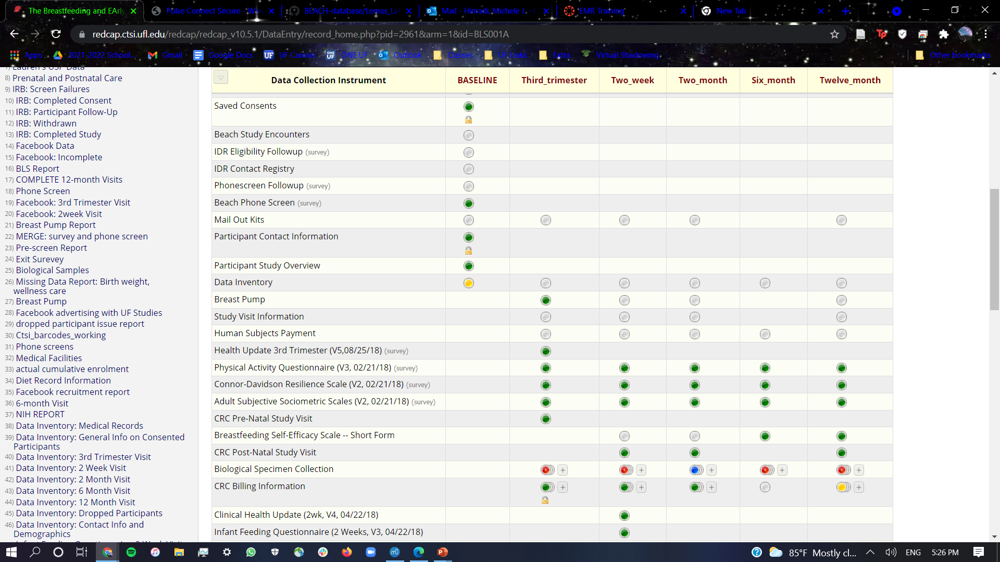 The Breastfeeding and EArly
Pulse Connect Secure - We
BEACH-database/Lemas_La
Mail - Himadi, Michele J. -
EMR Training
New Tab
redcap.ctsi.ufl.edu/redcap/redcap_v10.5.1/DataEntry/record_home.php?pid=2961&arm=1&id=BLS001A
Apps
2021-2022 School...
Gmail
Google Docs
UF Canvas
ONE.UF
Outlook
Classes
UF Links
Extra
Virtual Shadowing
Other bookmarks
7) Lauren's USF Data
8) Prenatal and Postnatal Care
9) IRB: Screen Failures
10) IRB: Completed Consent
11) IRB: Participant Follow-Up
12) IRB: Withdrawn
13) IRB: Completed Study
14) Facebook Data
15) Facebook: Incomplete
16) BLS Report
17) COMPLETE 12-month Visits
18) Phone Screen
19) Facebook: 3rd Trimester Visit
20) Facebook: 2week Visit
21) Breast Pump Report
22) MERGE: survey and phone screen
23) Pre-screen Report
24) Exit Surevey
25) Biological Samples
26) Missing Data Report: Birth weight,
wellness care
27) Breast Pump
28) Facebook advertising with UF Studies
29) dropped participant issue report
30) Ctsi_barcodes_working
31) Phone screens
32) Medical Facilities
33) actual cumulative enrolment
34) Diet Record Information
35) Facebook recruitment report
36) 6-month Visit
37) NIH REPORT
38) Data Inventory: Medical Records
39) Data Inventory: General Info on Consented
Participants
40) Data Inventory: 3rd Trimester Visit
41) Data Inventory: 2 Week Visit
42) Data Inventory: 2 Month Visit
43) Data Inventory: 6 Month Visit
44) Data Inventory: 12 Month Visit
45) Data Inventory: Dropped Participants
46) Data Inventory: Contact Info and
Demographics
Data Collection Instrument BASELINE Third_trimester Two_week Two_month Six_month Twelve_month
Saved Consents
Beach Study Encounters
IDR Eligibility Followup (survey)
IDR Contact Registry
Phonescreen Followup (survey)
Beach Phone Screen (survey)
Mail Out Kits
Participant Contact Information
Participant Study Overview
Data Inventory
Breast Pump
Study Visit Information
Human Subjects Payment
Health Update 3rd Trimester (V5,08/25/18) (survey)
Physical Activity Questionnaire (V3, 02/21/18) (survey)
Connor-Davidson Resilience Scale (V2, 02/21/18) (survey)
Adult Subjective Sociometric Scales (V2, 02/21/18) (survey)
CRC Pre-Natal Study Visit
Breastfeeding Self-Efficacy Scale -- Short Form
CRC Post-Natal Study Visit
Biological Specimen Collection + + + + +
CRC Billing Information + + + +
Clinical Health Update (2wk, V4, 04/22/18)
Infant Feeding Questionnaire (2 Weeks, V3, 04/22/18)
85°F Mostly cl... ENG 5:26 PM